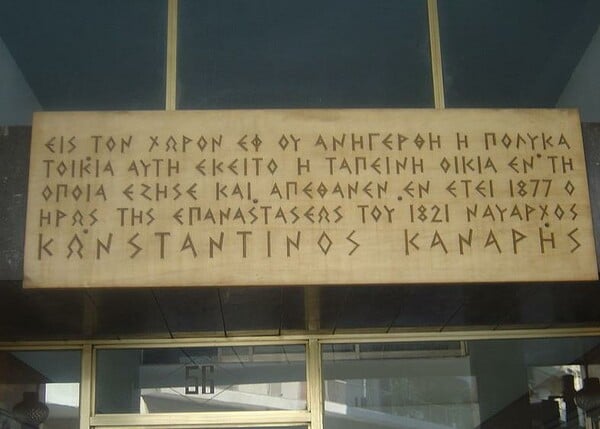 ΕΙΣ ΤΟΝ ΧΩΡΟΝ ΕΦ ΟΥ ΑΝΗΓΕΡΘΗ Η ΠΟΛΥΚΑ
ΤΟΙΚΙΑ ΑΥΤΗ ΕΚΕΙΤΟ Η ΤΑΠΕΙΝΗ ΟΙΚΙΑ ΕΝ ΤΗ
ΟΠΟΙΑ ΕΖΗΣΕ ΚΑΙ ΑΠΕΘΑΝΕΝ ΕΝ ΕΤΕΙ 1877 Ο
ΗΡΩΣ ΤΗΣ ΕΠΑΝΑΣΤΑΣΕΩΣ ΤΟΥ 1821 ΝΑΥΑΡΧΟΣ
ΚΩΝΣΤΑΝΤΙΝΟΣ ΚΑΝΑΡΗΣ